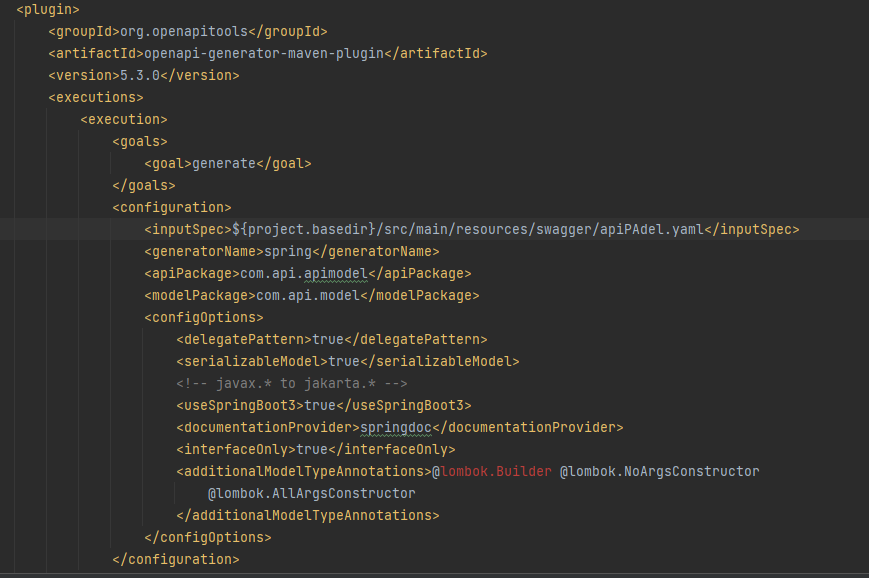 <plugin>
<groupId>org.openapitools</groupId>
<artifactId>openapi-generator-maven-plugin</artifactId>
<version>5.3.0</version>
<executions>
<execution>
<goals>
<goal>generate</goal>
</goals>
<configuration>
<inputSpec>${project.basedir}/src/main/resources/swagger/apiPAdel.yaml</inputSpec>
<generatorName>spring</generatorName>
<apiPackage>com.api.apimodel</apiPackage>
<modelPackage>com.api.model</modelPackage>
<configOptions>
<delegatePattern>true</delegatePattern>
<serializableModel>true</serializableModel>
<!-- javax.* to jakarta.* -->
<useSpringBoot3>true</useSpringBoot3>
<documentationProvider>springdoc</documentationProvider>
<interfaceOnly>true</interfaceOnly>
<additionalModelTypeAnnotations>@lombok.Builder @lombok.NoArgsConstructor
@lombok.AllArgsConstructor
</additionalModelTypeAnnotations>
</configOptions>
</configuration>